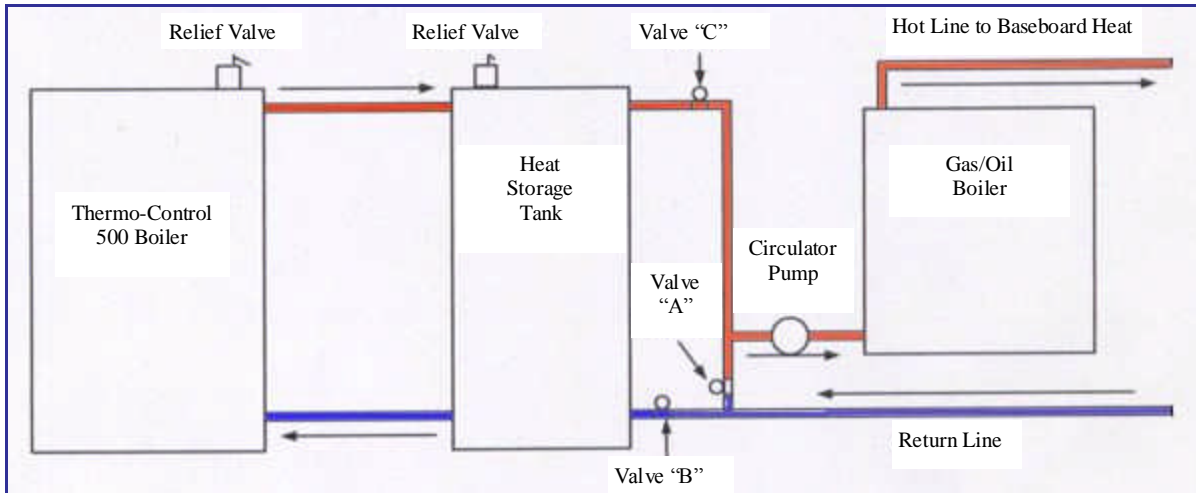 Relief Valve
Relief Valve
Valve “C”
Hot Line to Baseboard Heat
Thermo-Control
500 Boiler
Heat
Storage
Tank
Gas/Oil
Boiler
Circulator
Pump
Valve
“A”
Return Line
Valve “B”